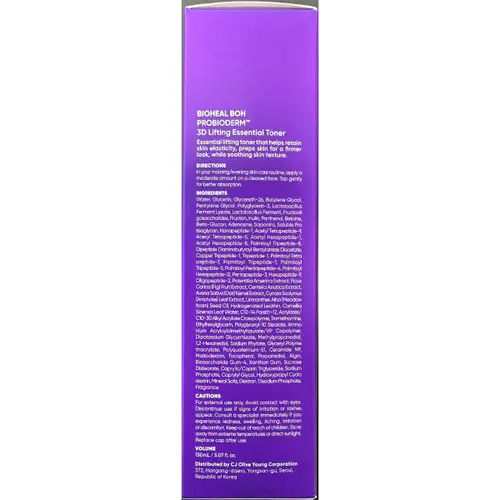 BIOHEAL BOH
PROBIODERM™
3D Lifting Essential Toner
Essential lifting toner that helps retain
skin elasticity, preps skin for a firmer
look, while soothing skin texture.
DIRECTIONS
In your morning/evening skin care routine, apply a
moderate amount on a cleansed face. Tap gently
for better absorption.
INGREDIENTS
Water, Glycerin, Glycereth-26, Butylene Glycol,
Pentylene Glycol, Polyglycerin-3, Lactobacillus
Ferment Lysate, Lactobacillus Ferment, Fructooli
gosaccharides, Fructan, Inulin, Panthenol, Betaine,
Beta-Glucan, Adenosine, Saponins, Soluble Pro
teoglycan, Nonapeptide-1, Acetyl Tetrapeptide-9,
Acetyl Tetrapeptide-5, Acetyl Hexapeptide-1,
Acetyl Hexapeptide-8, Palmitoyl Tripeptide-8,
Dipeptide Diaminobutyroyl Benzylamide Diacetate,
Copper Tripeptide-1, Tripeptide-1, Palmitoyl Tetra
peptide-7, Palmitoyl Tripeptide-1, Palmitoyl
Tripeptide-5, Palmitoyl Pentapeptide-4, Palmitoyl
Hexapeptide-12, Pentapeptide-3, Hexapeptide-9,
Oligopeptide-2, Potentilla Anserina Extract, Ficus
Carica (Fig) Fruit Extract, Centella Asiatica Extract,
Avena Sativa (Oat) Kernel Extract, Cynara Scolymus
(Artichoke) Leaf Extract, Limnanthes Alba (Meadow
foam) Seed Oil, Hydrogenated Lecithin, Camellia
Sinensis Leaf Water, C12-14 Pareth-12, Acrylates/
C10-30 Alkyl Acrylate Crosspolymer, Tromethamine,
Ethylhexylglycerin, Polyglyceryl-10 Stearate, Ammo
nium Acryloyldimethyltaurate/VP Copolymer,
Dipotassium Glycyrrhizate, Methylpropanediol,
1,2-Hexanediol, Sodium Phytate, Glyceryl Polyme
thacrylate, Polyquaternium-51, Ceramide NP,
Maltodextrin, Tocopherol, Propanediol, Algin,
Biosaccharide Gum-4, Xanthan Gum, Sucrose
Distearate, Caprylic/Capric Triglyceride, Sodium
Phosphate, Caprylyl Glycol, Hydroxypropyl Cyclo
dextrin, Mineral Salts, Dextran, Disodium Phosphate,
Fragrance
CAUTIONS
For external use only. Avoid contact with eyes.
Discontinue use if signs of irritation or rashes
appear. Consult a specialist immediately if you
experience redness, swelling, itching, irritation
or discomfort. Keep out of reach of children. Store
away from extreme temperatures or direct sunlight.
Replace cap after use.
VOLUME
150mL / 5.07 fl. oz.
Distributed by CJ Olive Young Corporation
372, Hangang-daero, Yongsan-gu, Seoul,
Republic of Korea